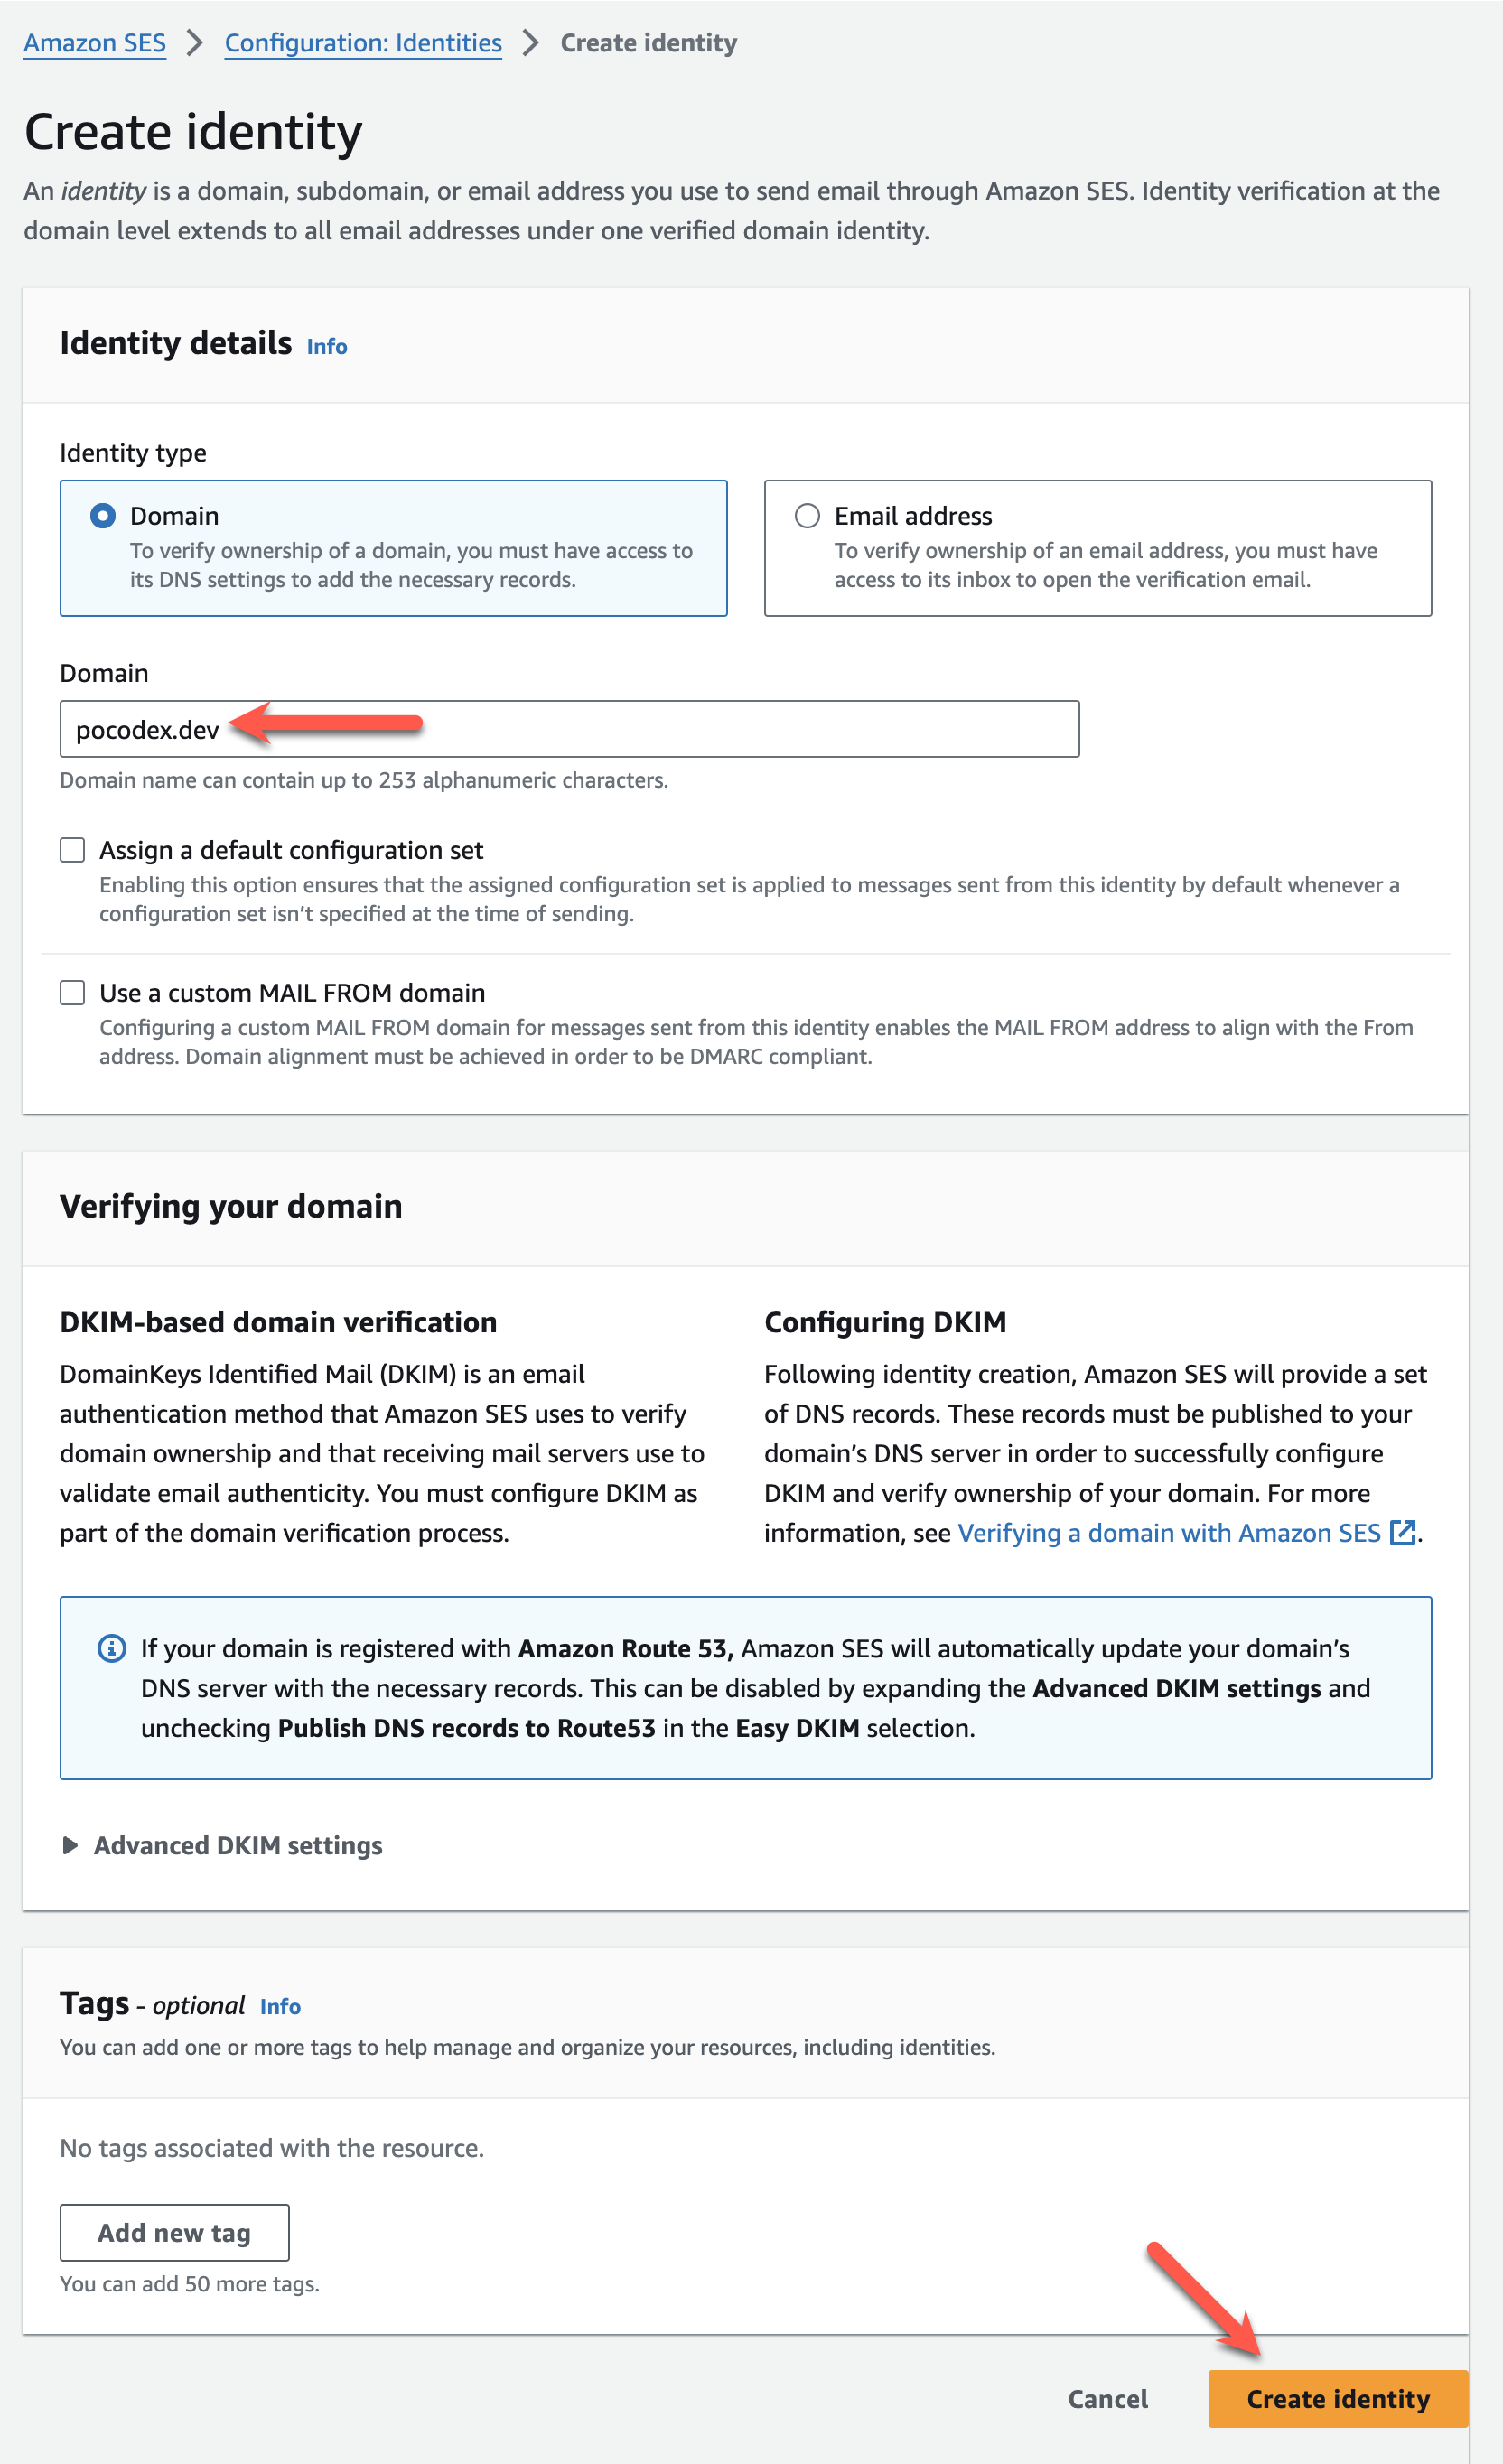 Amazon SES > Configuration: Identities > Create identity
Create identity
An identity is a domain, subdomain, or email address you use to send email through Amazon SES. Identity verification at the
domain level extends to all email addresses under one verified domain identity.
Identity details Info
Identity type
Domain
To verify ownership of a domain, you must have access to
its DNS settings to add the necessary records.
Email address
To verify ownership of an email address, you must have
access to its inbox to open the verification email.
Domain
pocodex.dev
Domain name can contain up to 253 alphanumeric characters.
Assign a default configuration set
Enabling this option ensures that the assigned configuration set is applied to messages sent from this identity by default whenever a
configuration set isn’t specified at the time of sending.
Use a custom MAIL FROM domain
Configuring a custom MAIL FROM domain for messages sent from this identity enables the MAIL FROM address to align with the From
address. Domain alignment must be achieved in order to be DMARC compliant.
Verifying your domain
DKIM-based domain verification
DomainKeys Identified Mail (DKIM) is an email
authentication method that Amazon SES uses to verify
domain ownership and that receiving mail servers use to
validate email authenticity. You must configure DKIM as
part of the domain verification process.
Configuring DKIM
Following identity creation, Amazon SES will provide a set
of DNS records. These records must be published to your
domain’s DNS server in order to successfully configure
DKIM and verify ownership of your domain. For more
information, see Verifying a domain with Amazon SES.
If your domain is registered with Amazon Route 53, Amazon SES will automatically update your domain’s
DNS server with the necessary records. This can be disabled by expanding the Advanced DKIM settings and
unchecking Publish DNS records to Route53 in the Easy DKIM selection.
Advanced DKIM settings
Tags - optional Info
You can add one or more tags to help manage and organize your resources, including identities.
No tags associated with the resource.
Add new tag
You can add 50 more tags.
Cancel
Create identity